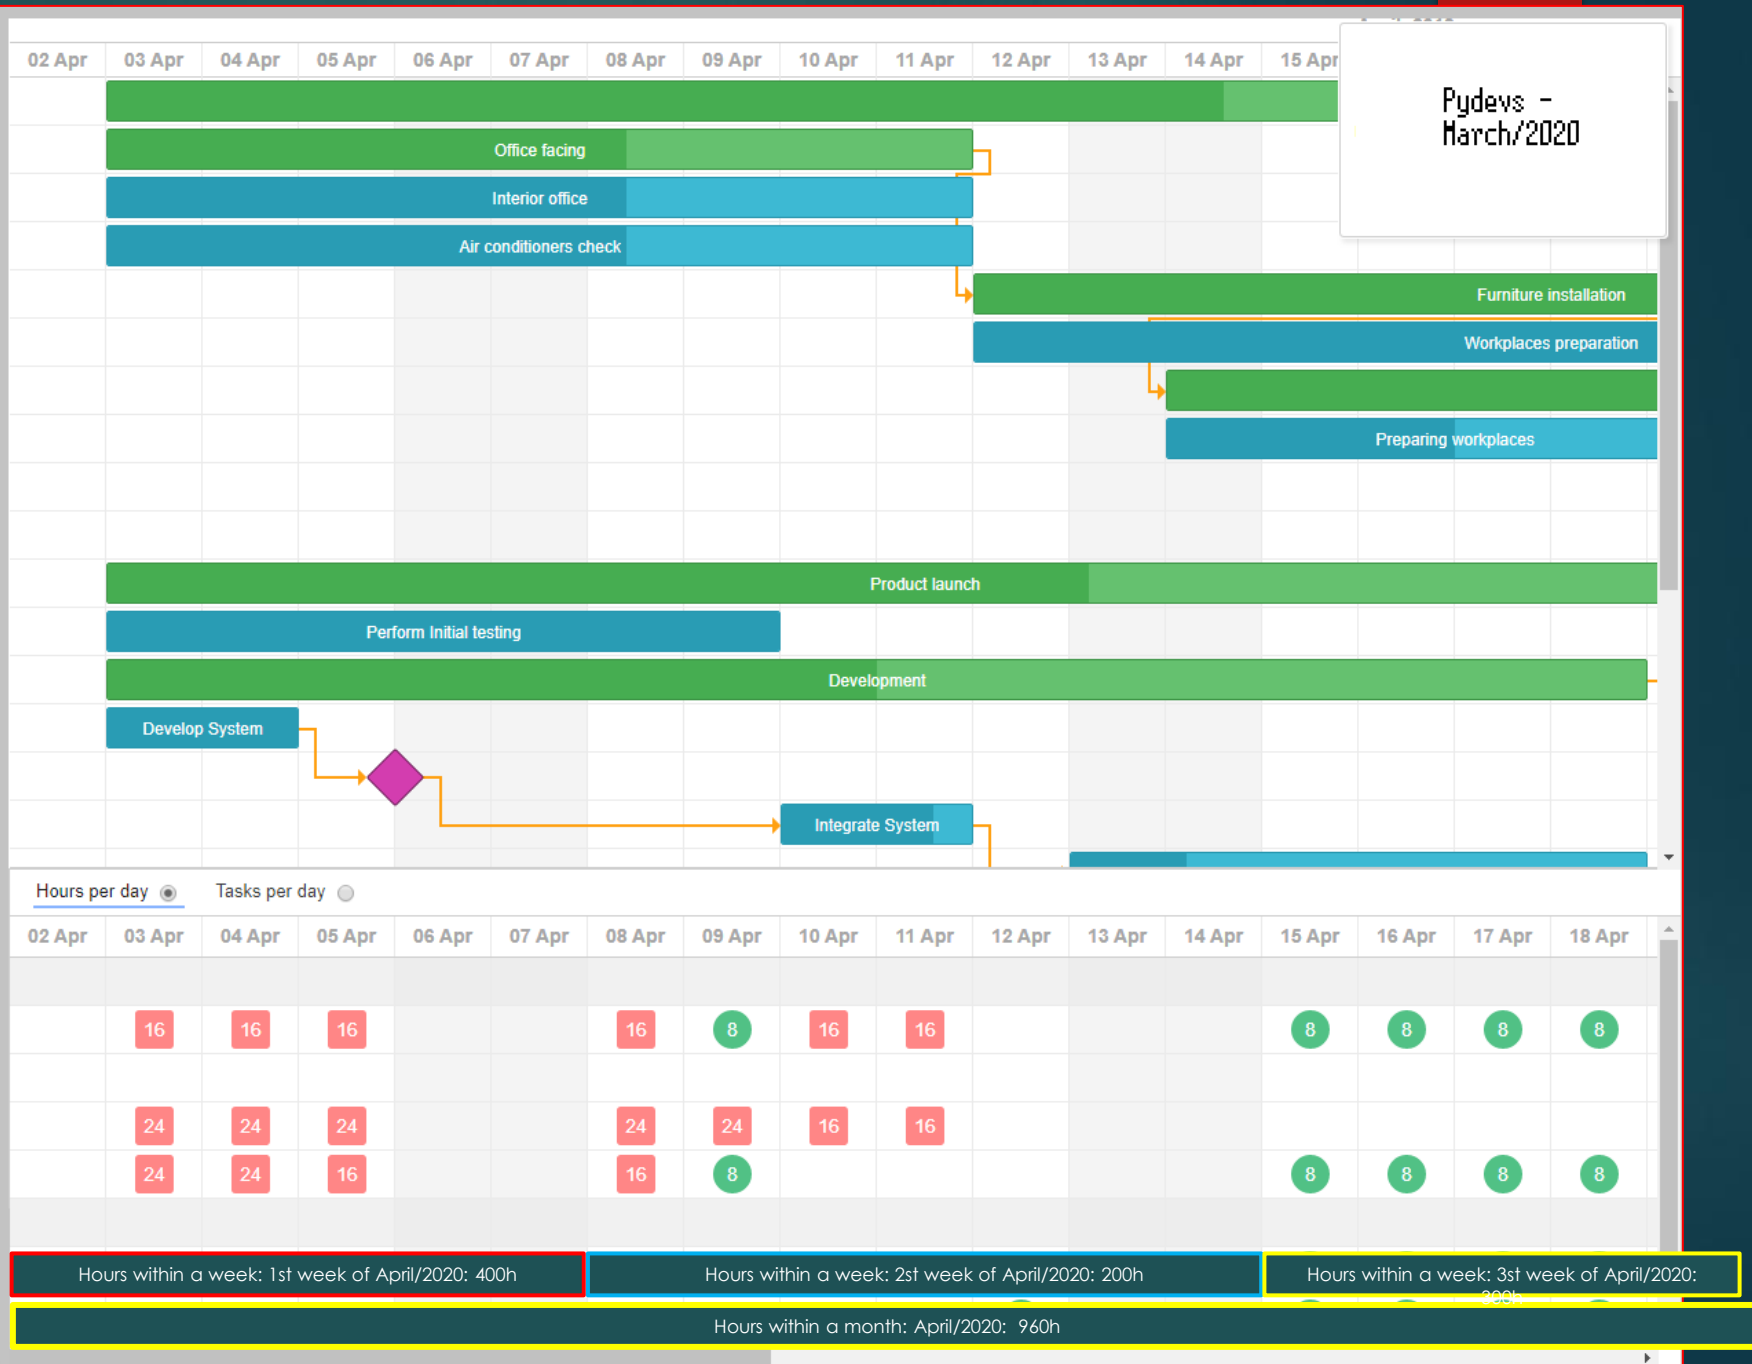 02 Apr 03 Apr 04 Apr 05 Apr 06 Apr 07 Apr 08 Apr 09 Apr 10 Apr 11 Apr 12 Apr 13 Apr 14 Apr 15 Apr
Pydevs -
March/2020
Office facing
Interior office
Air conditioners check
Furniture installation
Workplaces preparation
Preparing workplaces
Product launch
Perform Initial testing
Development
Develop System
Integrate System
Hours per day Tasks per day
02 Apr 03 Apr 04 Apr 05 Apr 06 Apr 07 Apr 08 Apr 09 Apr 10 Apr 11 Apr 12 Apr 13 Apr 14 Apr 15 Apr 16 Apr 17 Apr 18 Apr
16 16 16 16 8 16 16 8 8 8 8
24 24 24 24 24 16 16
24 24 16 16 8 8 8 8 8
Hours within a week: 1st week of April/2020: 400h
Hours within a week: 2st week of April/2020: 200h
Hours within a week: 3st week of April/2020:
Hours within a month: April/2020: 960h